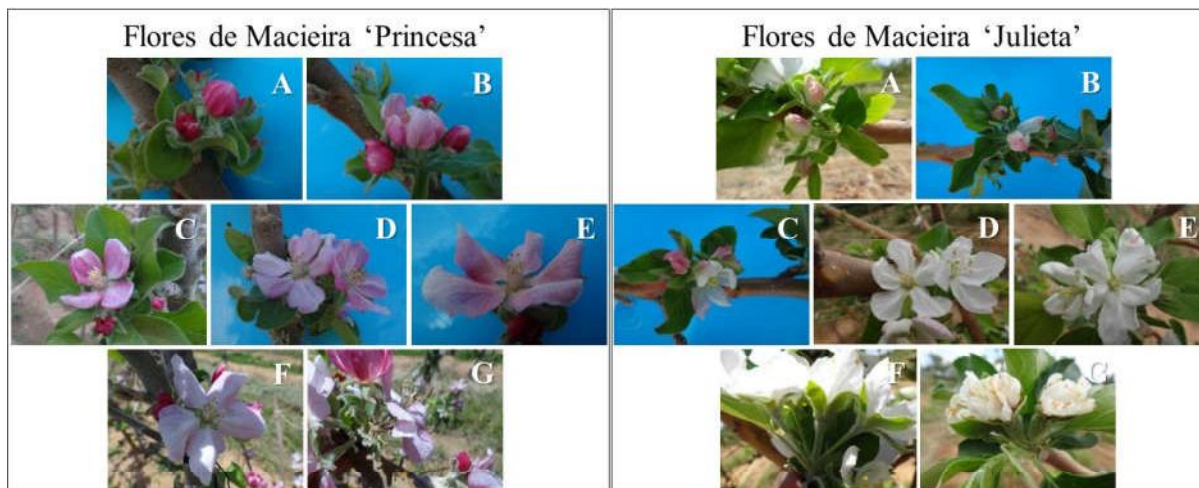 Flores de Macieira ‘Princesa’
A B
C D E
F G
Flores de Macieira ‘Julieta’
A B
C D E
F G